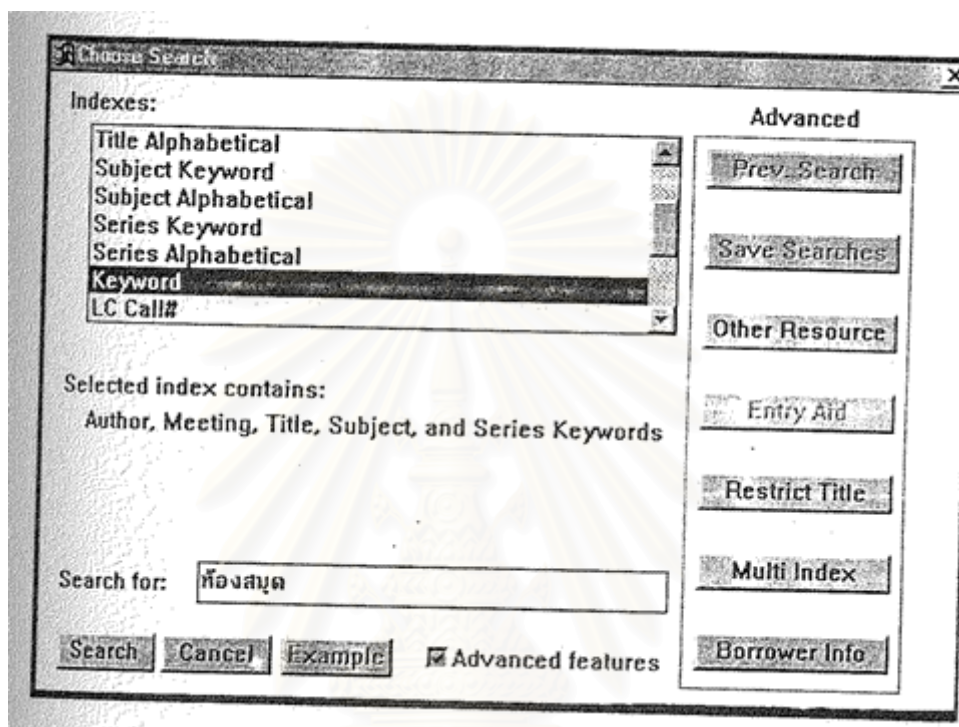 Choose Search
Indexes:
Title Alphabetical
Subject Keyword
Subject Alphabetical
Series Keyword
Series Alphabetical
Keyword
LC Call#
Selected index contains:
Author, Meeting, Title, Subject, and Series Keywords
Search for:
ห้องสมุด
Search
Cancel
Example
Advanced features
Advanced
Prev. Search
Save Searches
Other Resource
Entry Aid
Restrict Title
Multi Index
Borrower Info